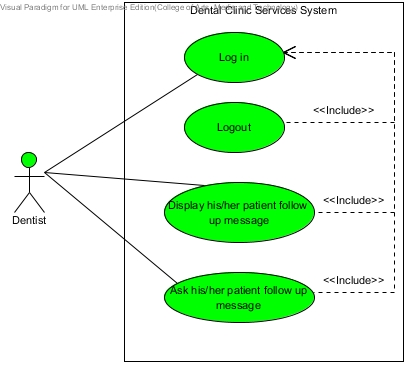 Visual Paradigm for UML Enterprise Edition(College of
Dental Clinic Services System
Log in
<<Include>>
Logout
<<Include>>
Display his/her patient follow
up message
Dentist
<<Include>>
Ask his/her patient follow up
message